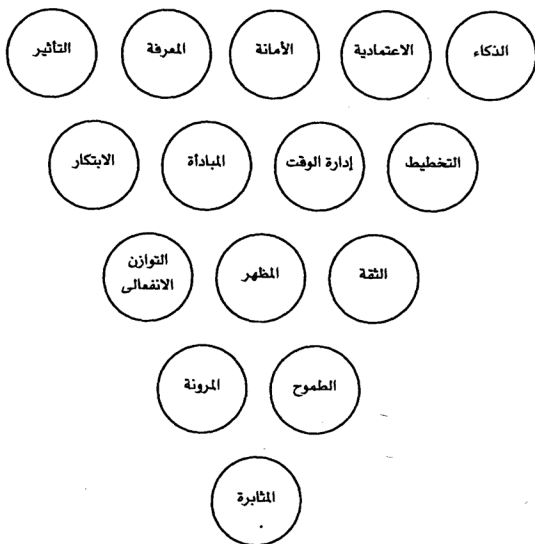 الذكاء
الاعتمادية
الأمانة
المعرفة
التأثير
التخطيط
إدارة الوقت
المبادأة
الابتكار
الثقة
المظهر
التوازن
الانفعالى
الطموح
المرونة
المثابرة